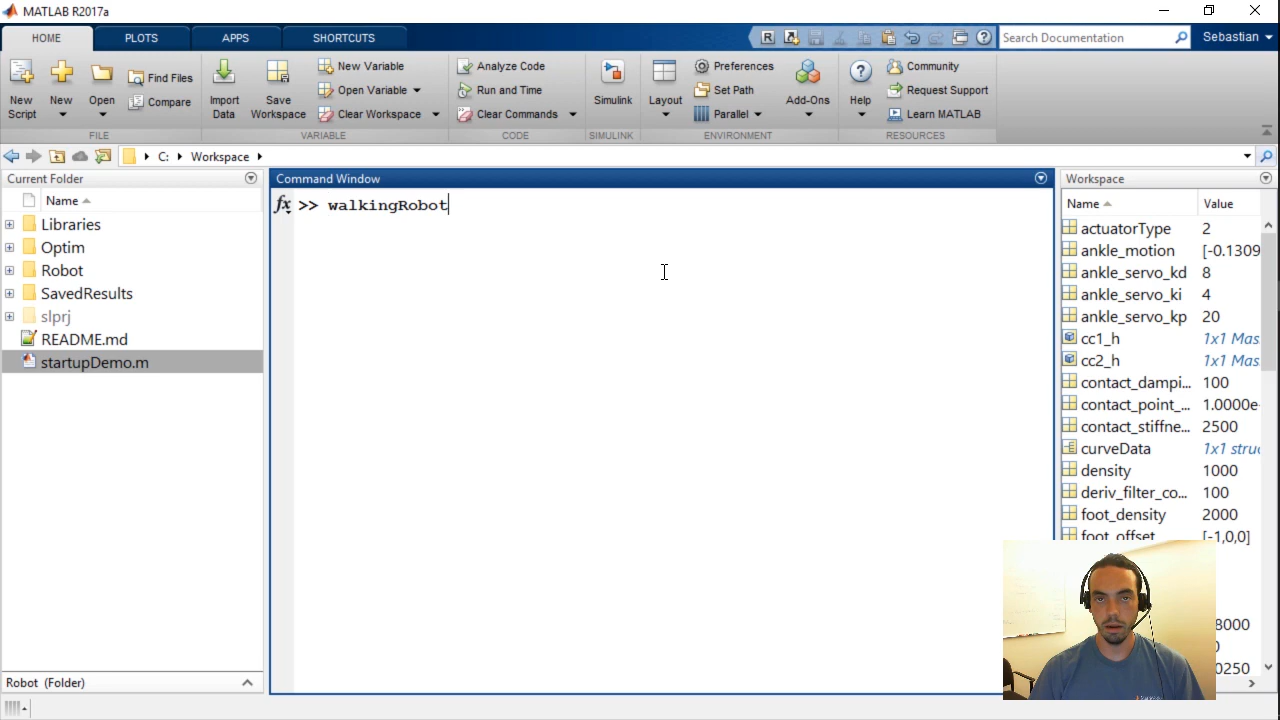 MATLAB R2017a
HOME PLOTS APPS SHORTCUTS
Search Documentation
Sebastian
New Script
New
Open
Find Files
Compare
Import Data
Save Workspace
New Variable
Open Variable
Clear Workspace
Analyze Code
Run and Time
Clear Commands
Simulink
Layout
Preferences
Set Path
Parallel
Add-Ons
Help
Community
Request Support
Learn MATLAB
FILE VARIABLE CODE SIMULINK ENVIRONMENT RESOURCES
C: Workspace
Current Folder
Name
Libraries
Optim
Robot
SavedResults
slprj
README.md
startupDemo.m
Robot (Folder)
Command Window
fx >> walkingRobot
Workspace
Name Value
actuatorType 2
ankle_motion [-0.1309
ankle_servo_kd 8
ankle_servo_ki 4
ankle_servo_kp 20
cc1_h 1x1 Mas
cc2_h 1x1 Mas
contact_dampi... 100
contact_point_... 1.0000e
contact_stiffne... 2500
curveData 1x1 stru
density 1000
deriv_filter_co... 100
foot_density 2000
foot_offset [-1,0,0]
8000
0250